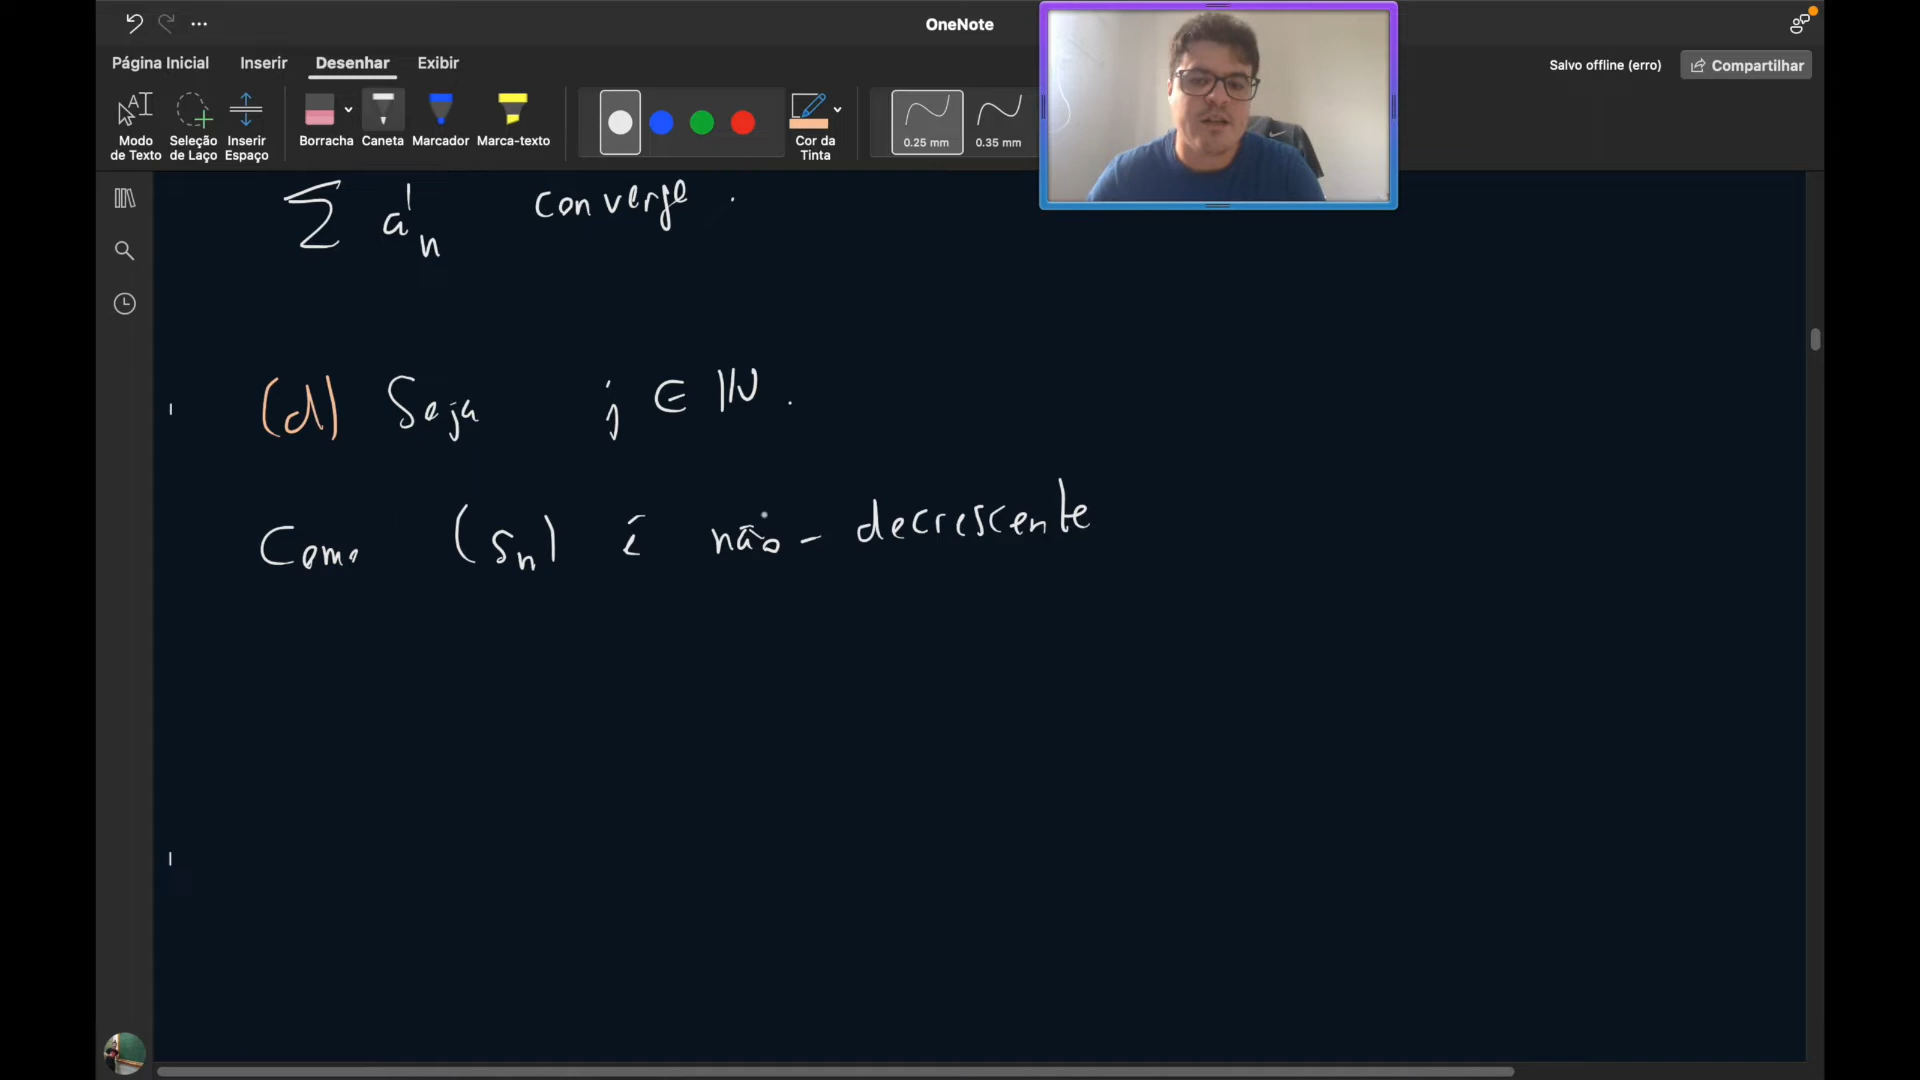 OneNote
Página Inicial Inserir Desenhar Exibir
Salvo offline (erro) Compartilhar
Modo de Texto
Seleção de Laço
Inserir Espaço
Borracha Caneta Marcador Marca-texto
Cor da Tinta
0.25 mm 0.35 mm
∑ a'ₙ converge .
(d) Seja j ∈ ℕ .
Como (sₙ) é não - decrescente